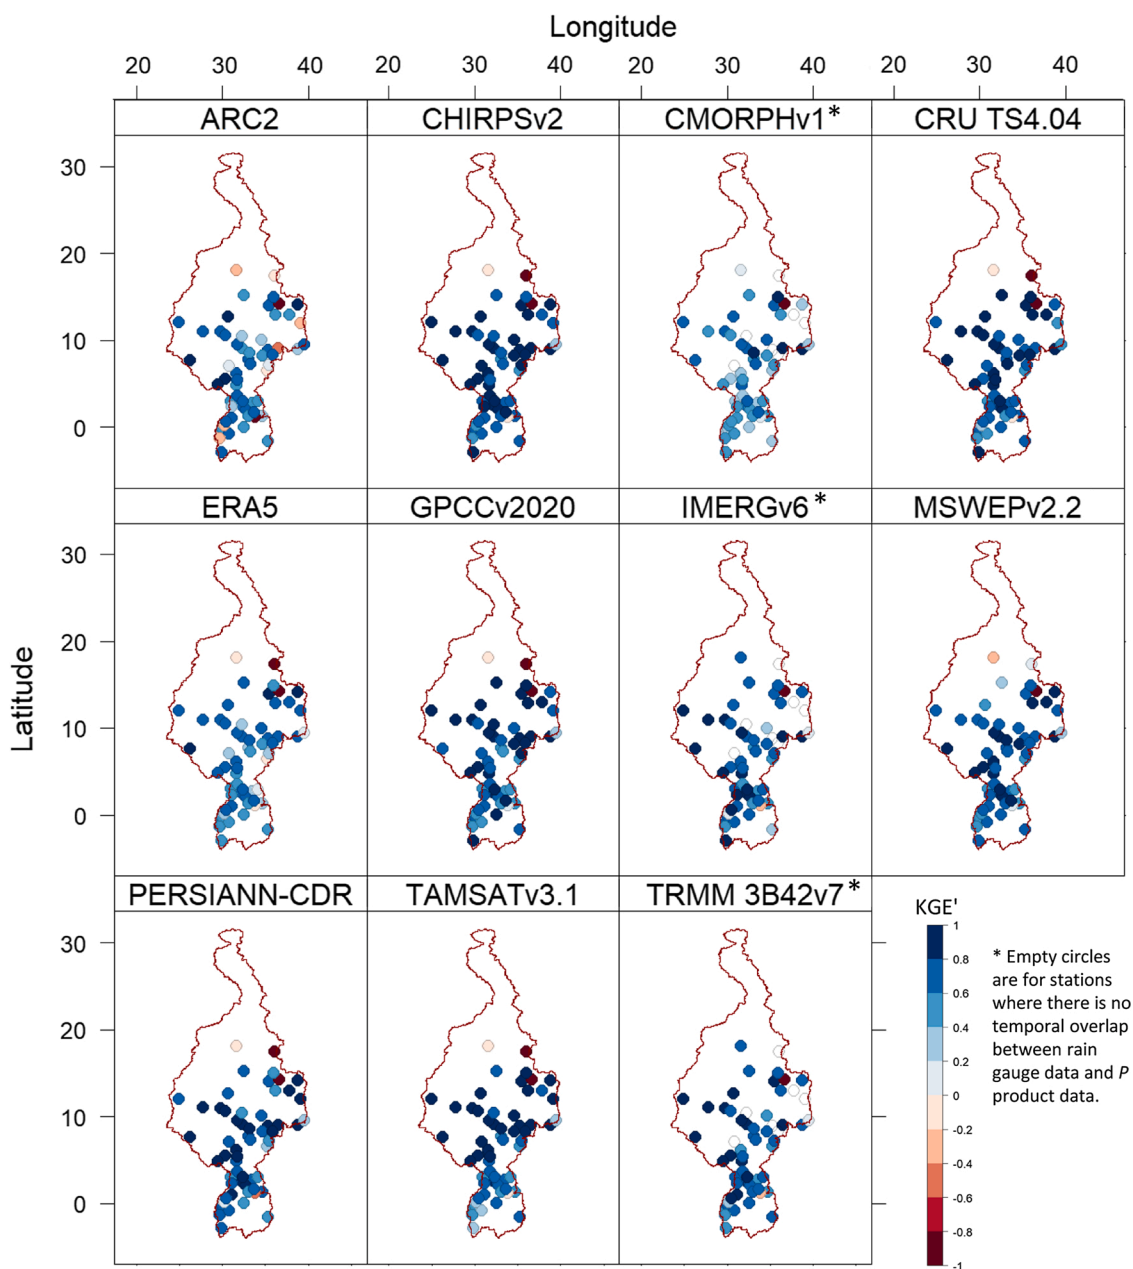 Longitude
20 30 40 20 30 40 20 30 40 20 30 40
ARC2 CHIRPSv2 CMORPHv1* CRU TS4.04
30
20
10
0
ERA5 GPCCv2020 IMERGv6* MSWEPv2.2
Latitude
30
20
10
0
PERSIANN-CDR TAMSATv3.1 TRMM 3B42v7*
30
20
10
0
KGE'
1
0.8
0.6
0.4
0.2
0
-0.2
-0.4
-0.6
-0.8
-1
* Empty circles
are for stations
where there is no
temporal overlap
between rain
gauge data and P
product data.